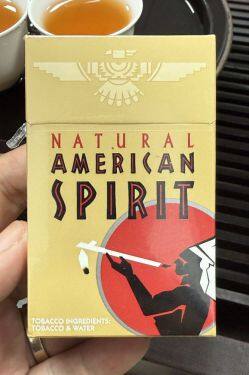 NATURAL
AMERICAN
SPIRIT
TOBACCO INGREDIENTS:
TOBACCO & WATER